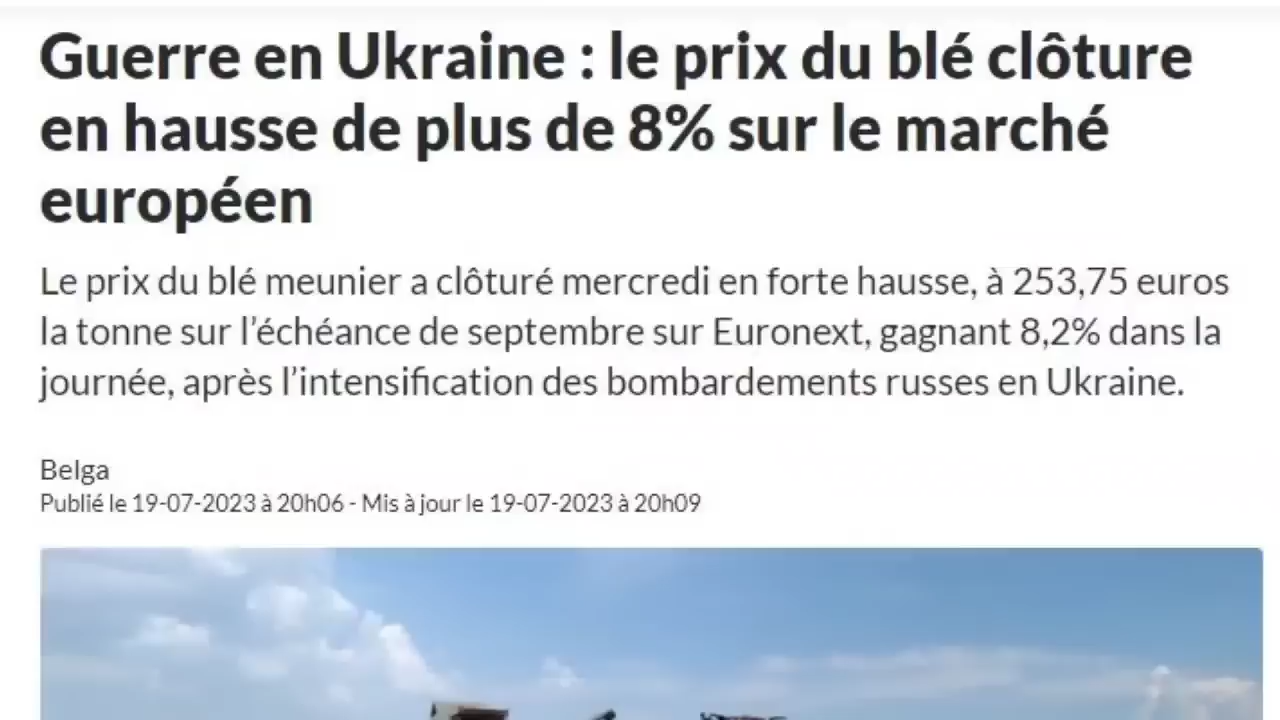 Guerre en Ukraine : le prix du blé clôture
en hausse de plus de 8% sur le marché
européen
Le prix du blé meunier a clôturé mercredi en forte hausse, à 253,75 euros
la tonne sur l’échéance de septembre sur Euronext, gagnant 8,2% dans la
journée, après l’intensification des bombardements russes en Ukraine.
Belga
Publié le 19-07-2023 à 20h06 - Mis à jour le 19-07-2023 à 20h09